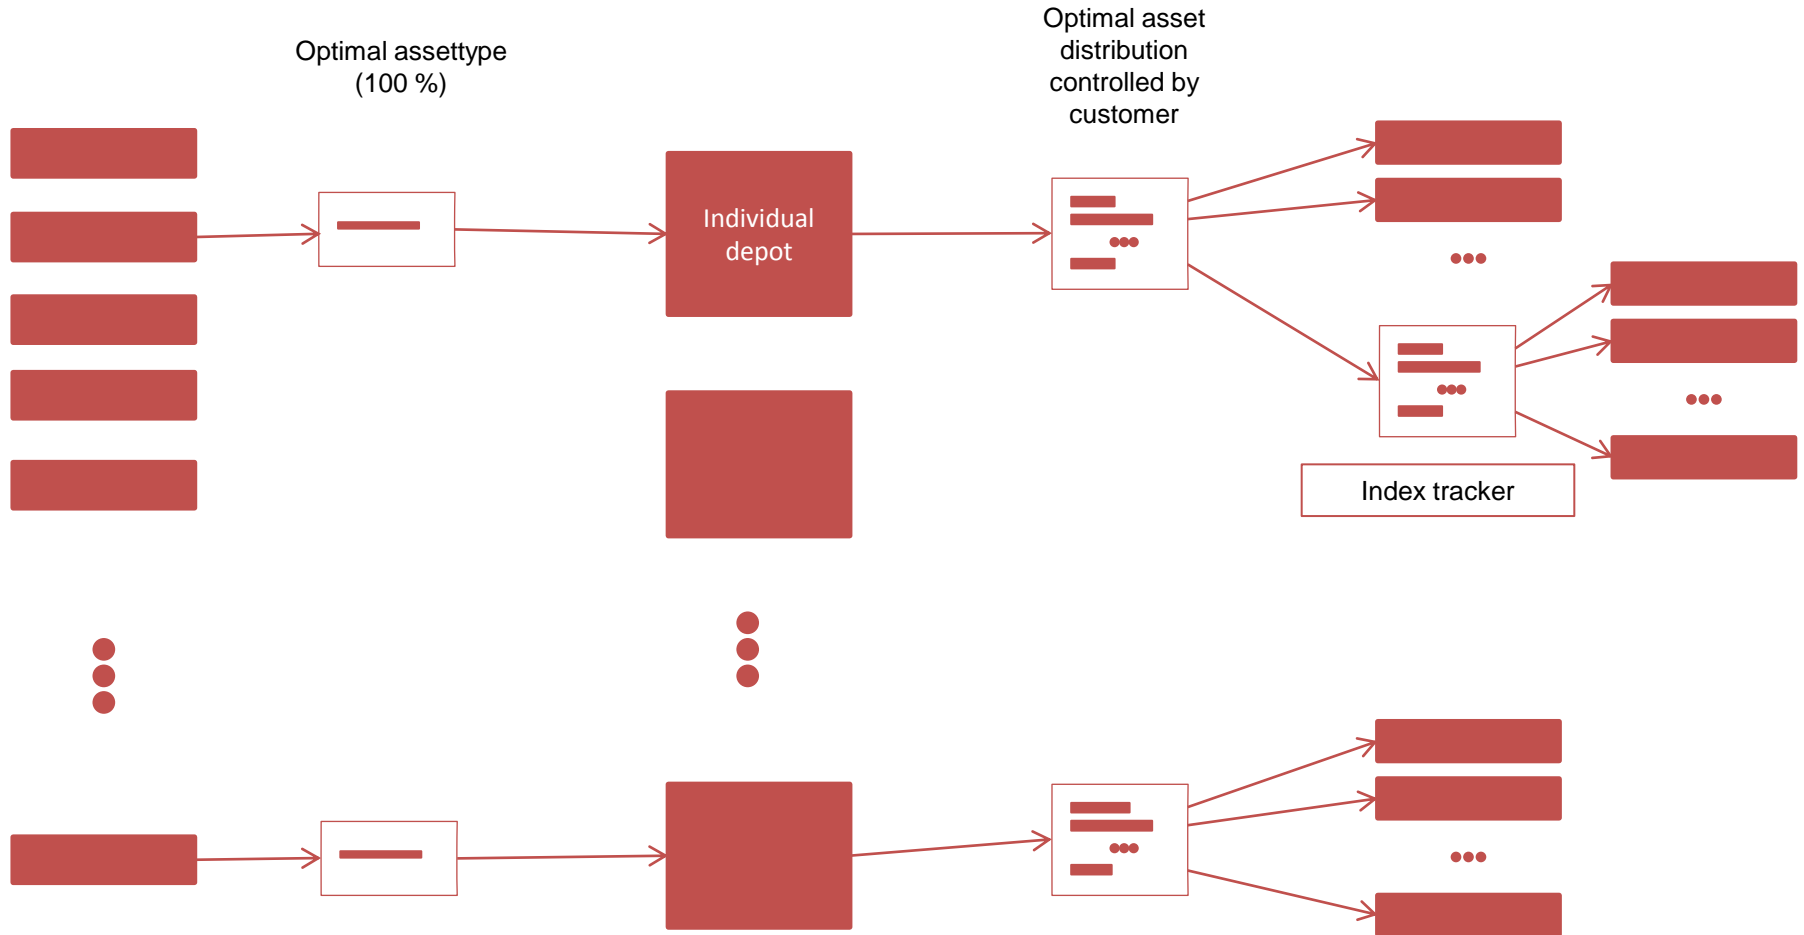 Optimal assettype
(100 %)
Optimal asset
distribution
controlled by
customer
Individual
depot
Index tracker